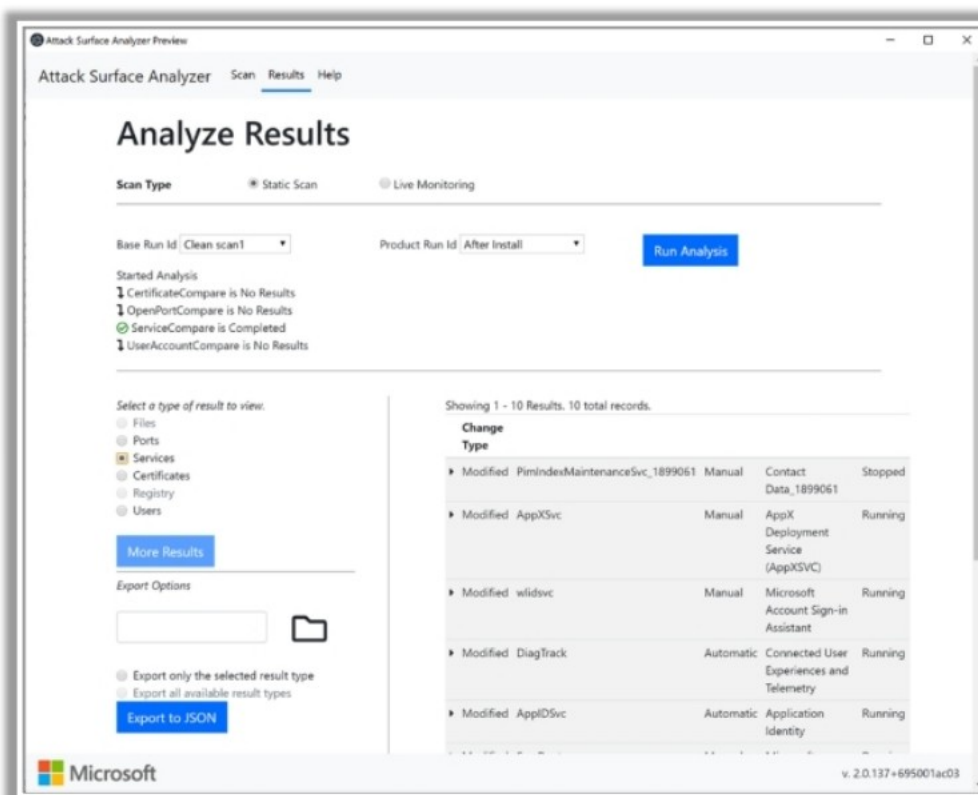 Attack Surface Analyzer Preview
Attack Surface Analyzer Scan Results Help
Analyze Results
Scan Type Static Scan Live Monitoring
Base Run Id Clean scan1 Product Run Id After Install Run Analysis
Started Analysis
CertificateCompare is No Results
OpenPortCompare is No Results
ServiceCompare is Completed
UserAccountCompare is No Results
Select a type of result to view.
Files
Ports
Services
Certificates
Registry
Users
More Results
Export Options
Export only the selected result type
Export all available result types
Export to JSON
Showing 1 - 10 Results. 10 total records.
Change
Type
Modified PimIndexMaintenanceSvc_1899061 Manual Contact Stopped
Data_1899061
Modified AppXSvc Manual AppX Running
Deployment
Service
(AppXSVC)
Modified wlidsvc Manual Microsoft Running
Account Sign-in
Assistant
Modified DiagTrack Automatic Connected User Running
Experiences and
Telemetry
Modified AppIDSvc Automatic Application Running
Identity
Microsoft
v. 2.0.137+695001ac03